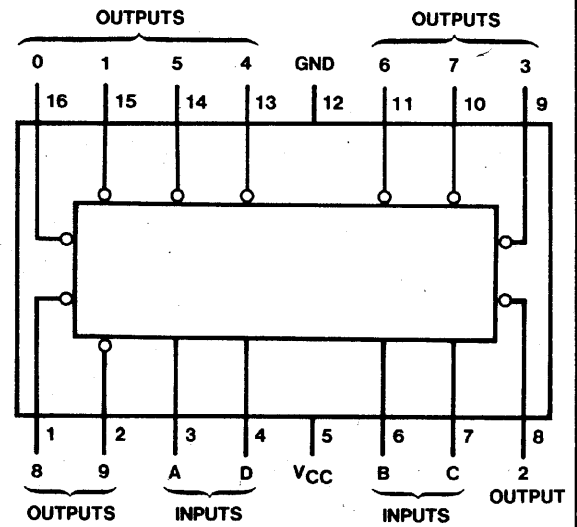 OUTPUTS OUTPUTS
0 1 5 4 GND 6 7 3
16 15 14 13 12 11 10 9
1 2 3 4 5 6 7 8
8 9 A D VCC B C 2
OUTPUTS INPUTS INPUTS OUTPUT